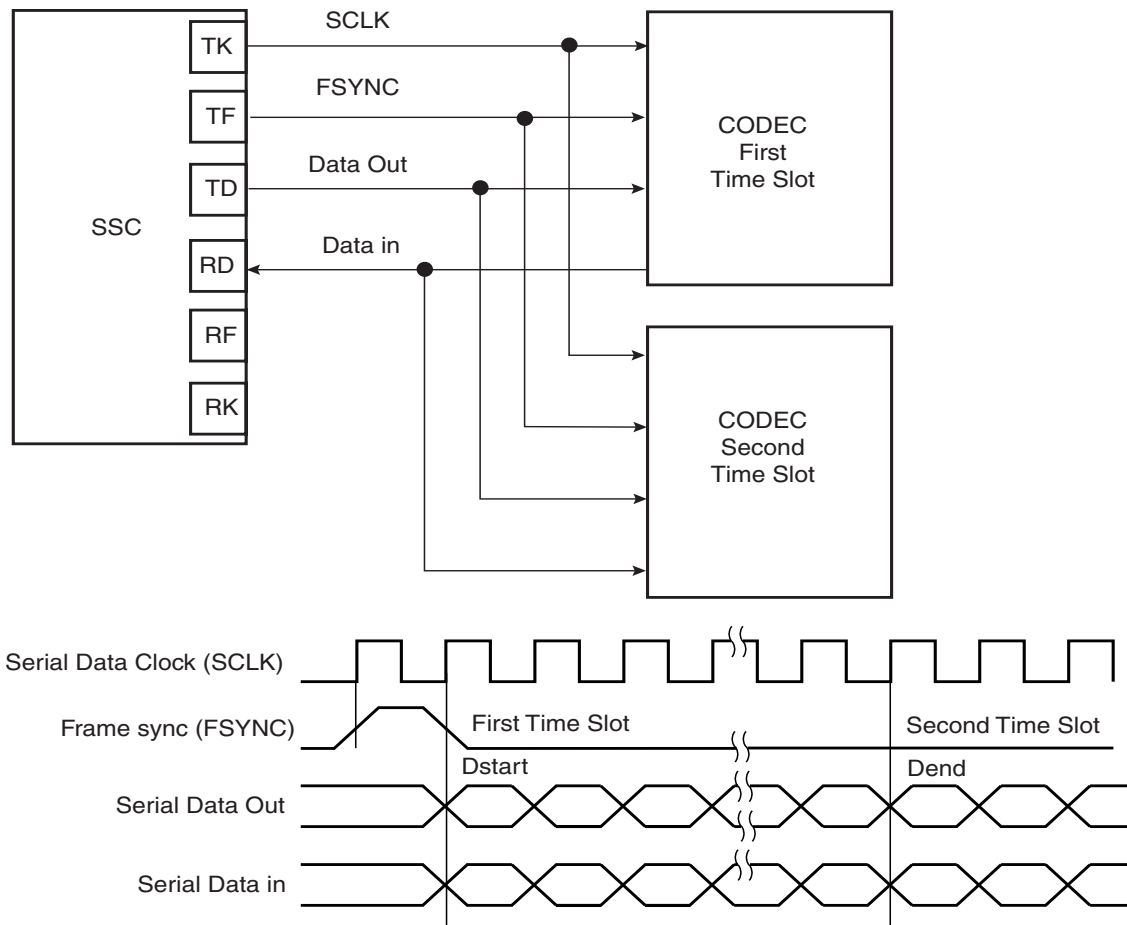 SSC
TK
TF
TD
RD
RF
RK
SCLK
FSYNC
Data Out
Data in
CODEC
First
Time Slot
CODEC
Second
Time Slot
Serial Data Clock (SCLK)
Frame sync (FSYNC)
First Time Slot
Second Time Slot
Dstart
Dend
Serial Data Out
Serial Data in